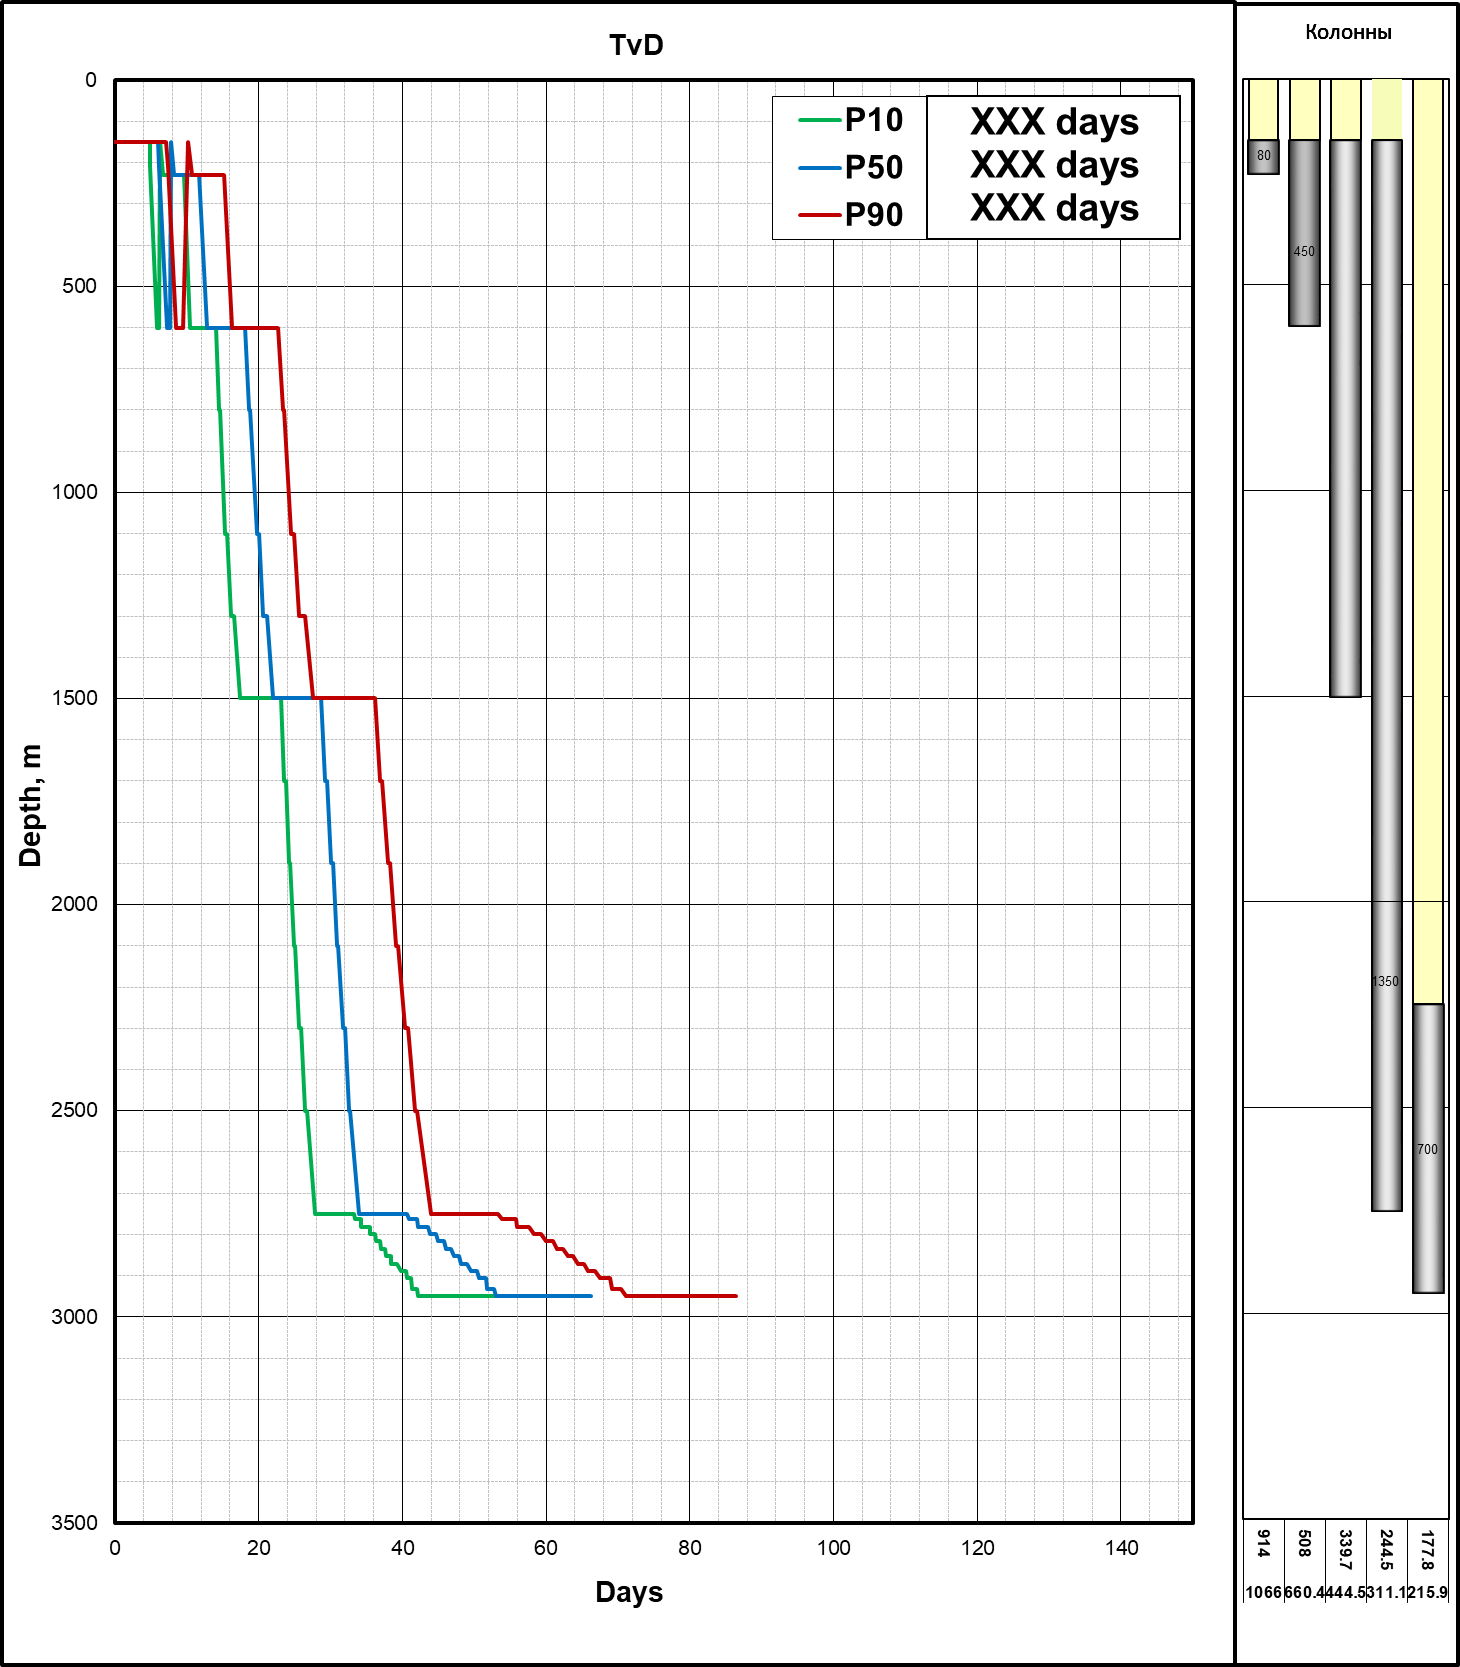 TvD
Колонны
P10 XXX days
P50 XXX days
P90 XXX days
0
500
1000
1500
2000
2500
3000
3500
Depth, m
0 20 40 60 80 100 120 140
Days
80
450
1350
700
914 508 339.7 244.5 177.8
1066 660.4 444.5 311.1 215.9